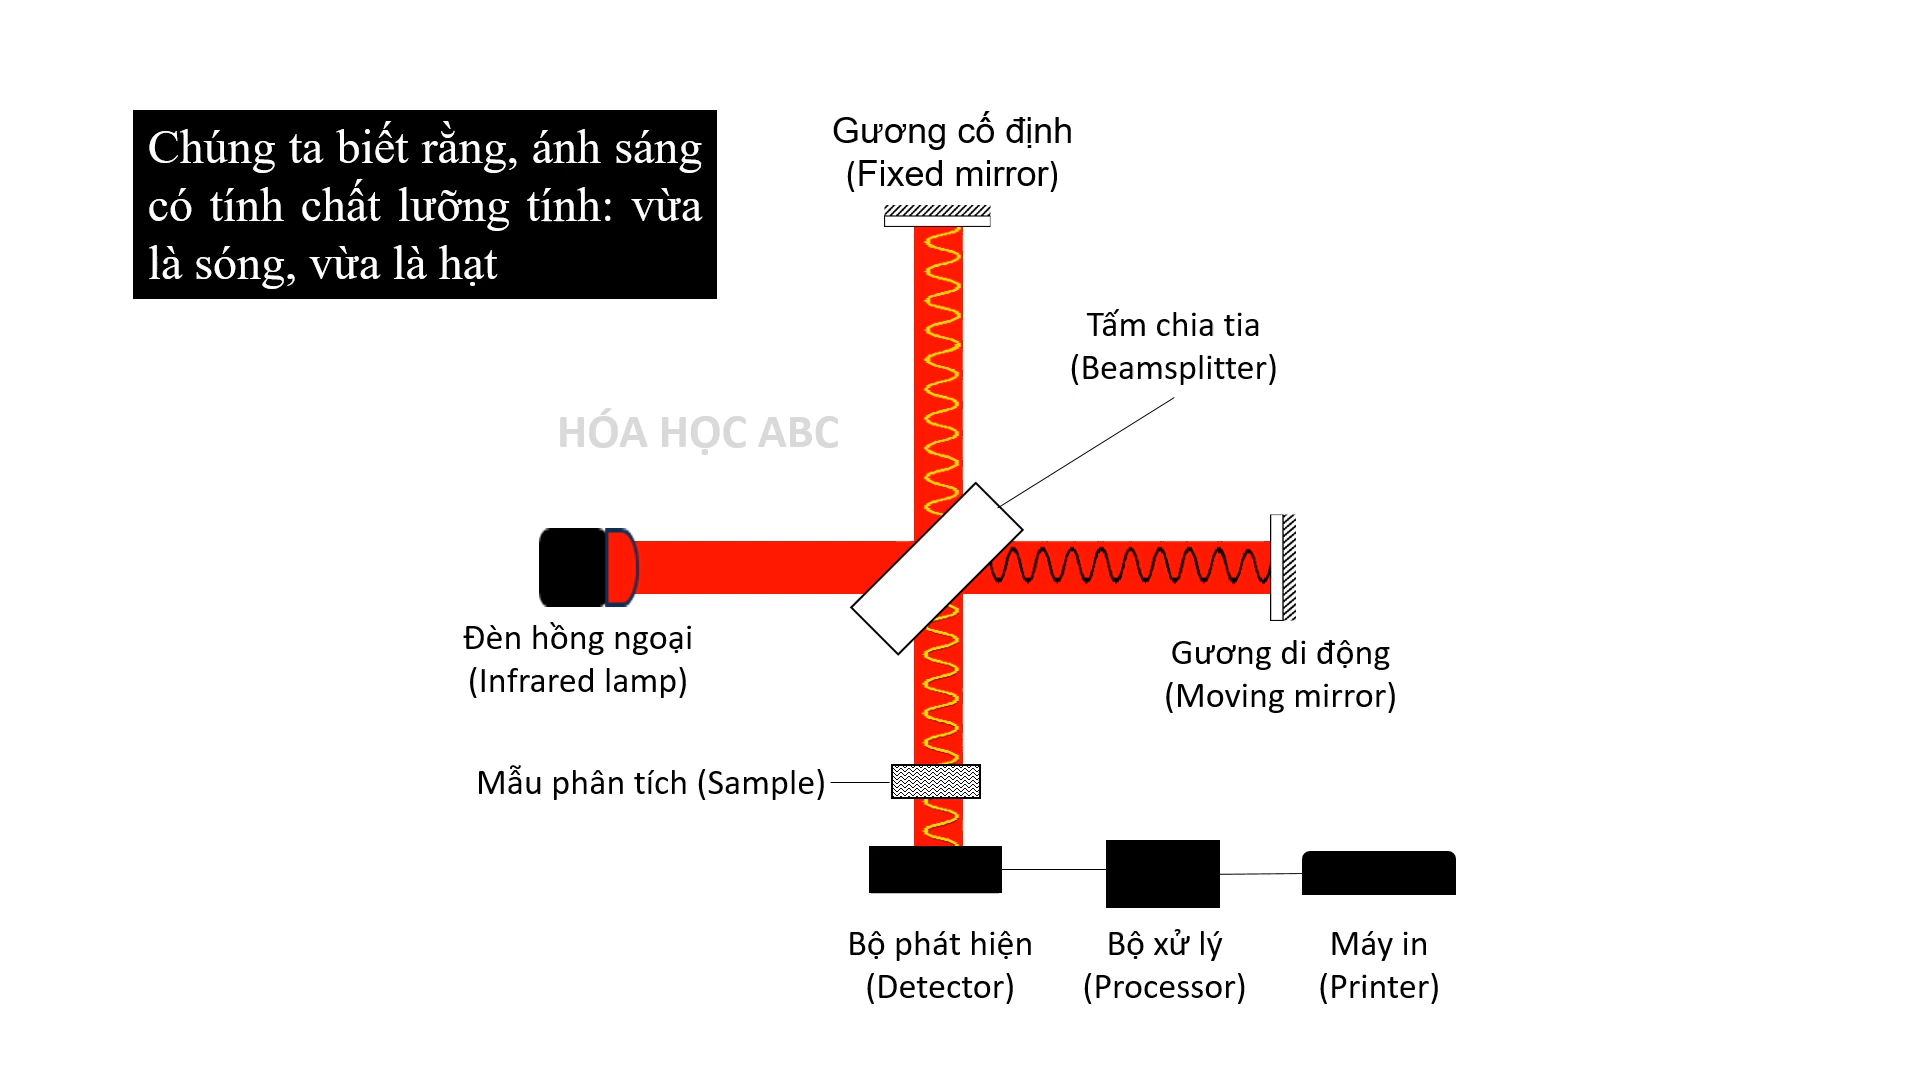 Chúng ta biết rằng, ánh sáng
có tính chất lưỡng tính: vừa
là sóng, vừa là hạt
Gương cố định
(Fixed mirror)
Tấm chia tia
(Beamsplitter)
HÓA HỌC ABC
Đèn hồng ngoại
(Infrared lamp)
Gương di động
(Moving mirror)
Mẫu phân tích (Sample)
Bộ phát hiện
(Detector)
Bộ xử lý
(Processor)
Máy in
(Printer)